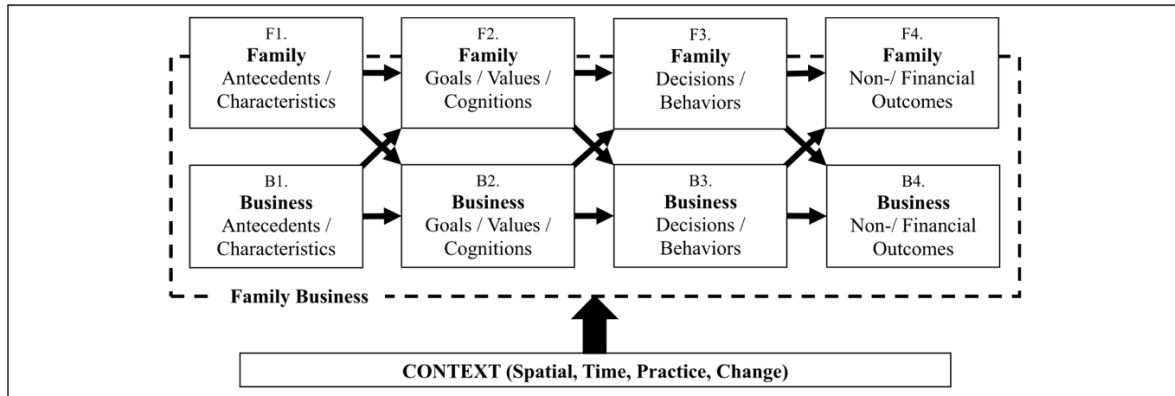 F1.
Family
Antecedents /
Characteristics
F2.
Family
Goals / Values /
Cognitions
F3.
Family
Decisions /
Behaviors
F4.
Family
Non-/ Financial
Outcomes
B1.
Business
Antecedents /
Characteristics
B2.
Business
Goals / Values /
Cognitions
B3.
Business
Decisions /
Behaviors
B4.
Business
Non-/ Financial
Outcomes
Family Business
CONTEXT (Spatial, Time, Practice, Change)